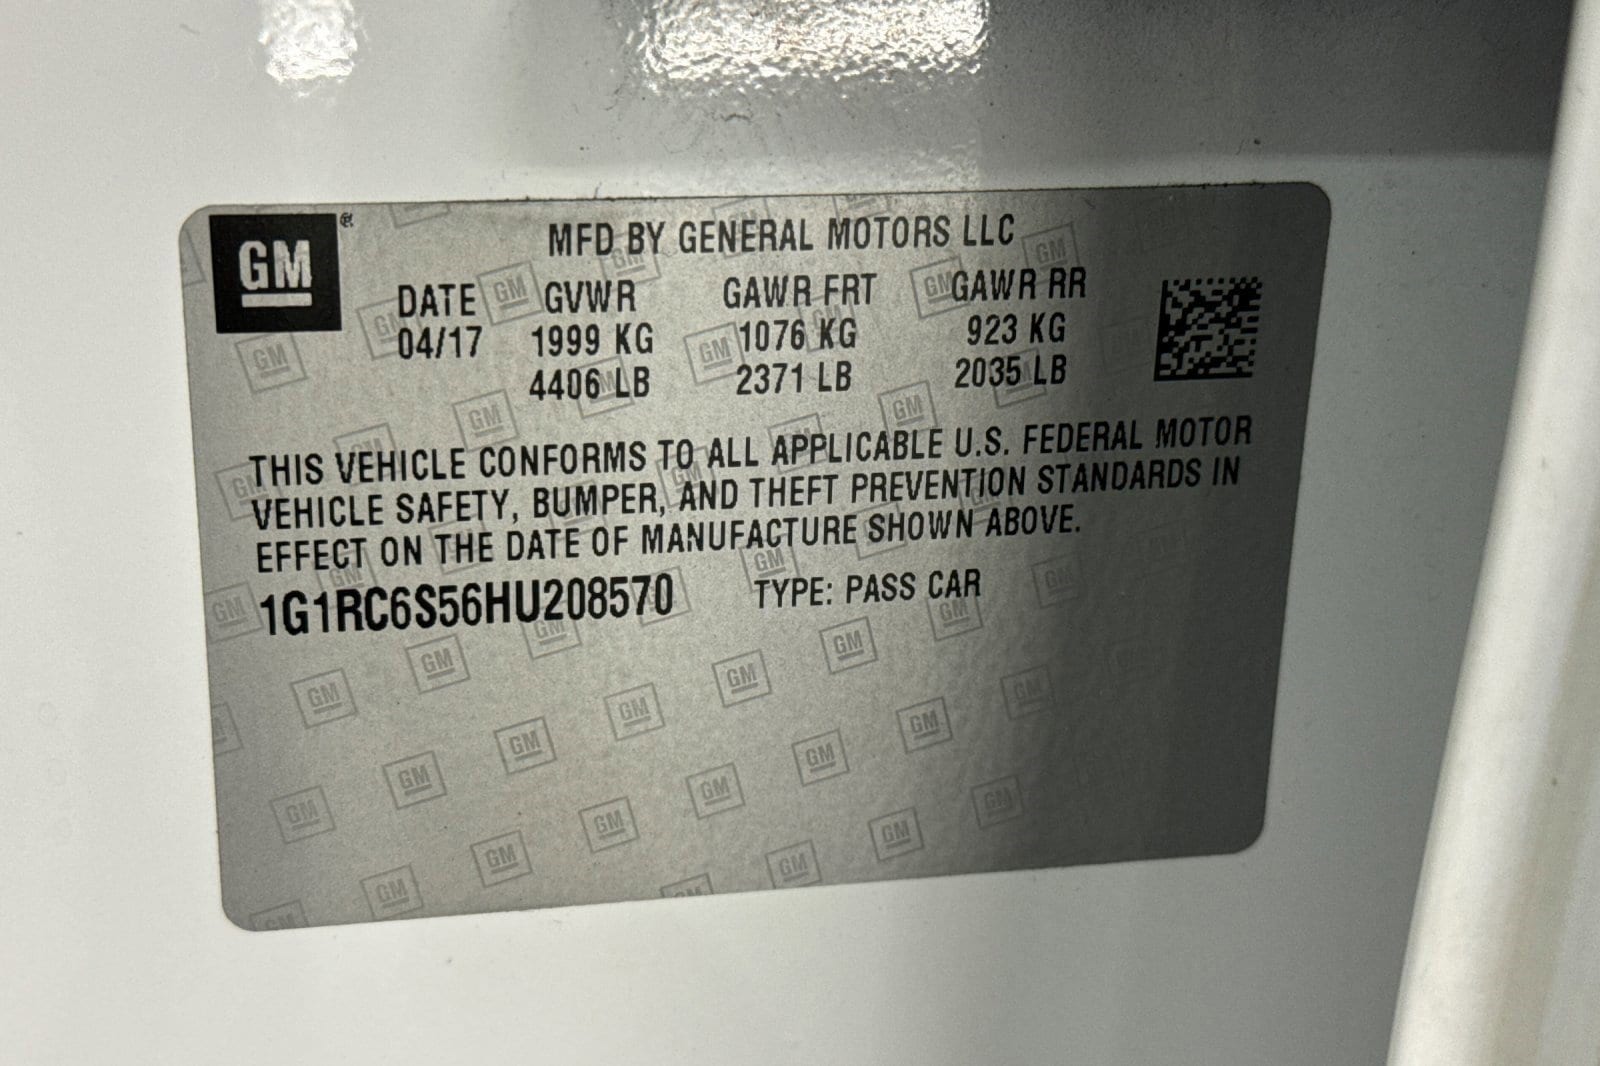 GM
MFD BY GENERAL MOTORS LLC
DATE GVWR GAWR FRT GAWR RR
04/17 1999 KG 1076 KG 923 KG
4406 LB 2371 LB 2035 LB
THIS VEHICLE CONFORMS TO ALL APPLICABLE U.S. FEDERAL MOTOR
VEHICLE SAFETY, BUMPER, AND THEFT PREVENTION STANDARDS IN
EFFECT ON THE DATE OF MANUFACTURE SHOWN ABOVE.
1G1RC6S56HU208570 TYPE: PASS CAR